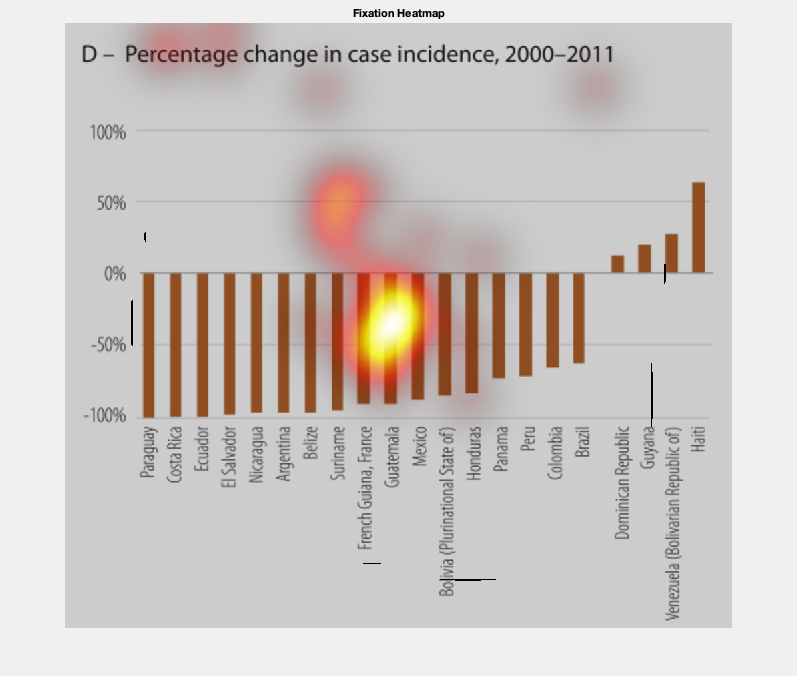 Fixation Heatmap
D – Percentage change in case incidence, 2000–2011
100%
50%
0%
-50%
-100%
Paraguay
Costa Rica
Ecuador
El Salvador
Nicaragua
Argentina
Belize
Suriname
French Guiana, France
Guatemala
Mexico
Bolivia (Plurinational State of)
Honduras
Panama
Peru
Colombia
Brazil
Dominican Republic
Guyana
Venezuela (Bolivarian Republic of)
Haiti